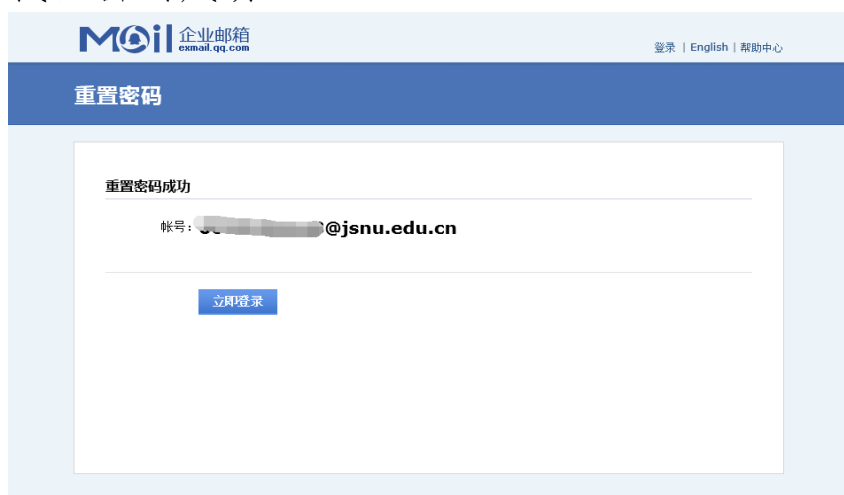 MOil 企业邮箱
exmail.qq.com
登录 | English | 帮助中心
重置密码
重置密码成功
帐号: @jsnu.edu.cn
立即登录